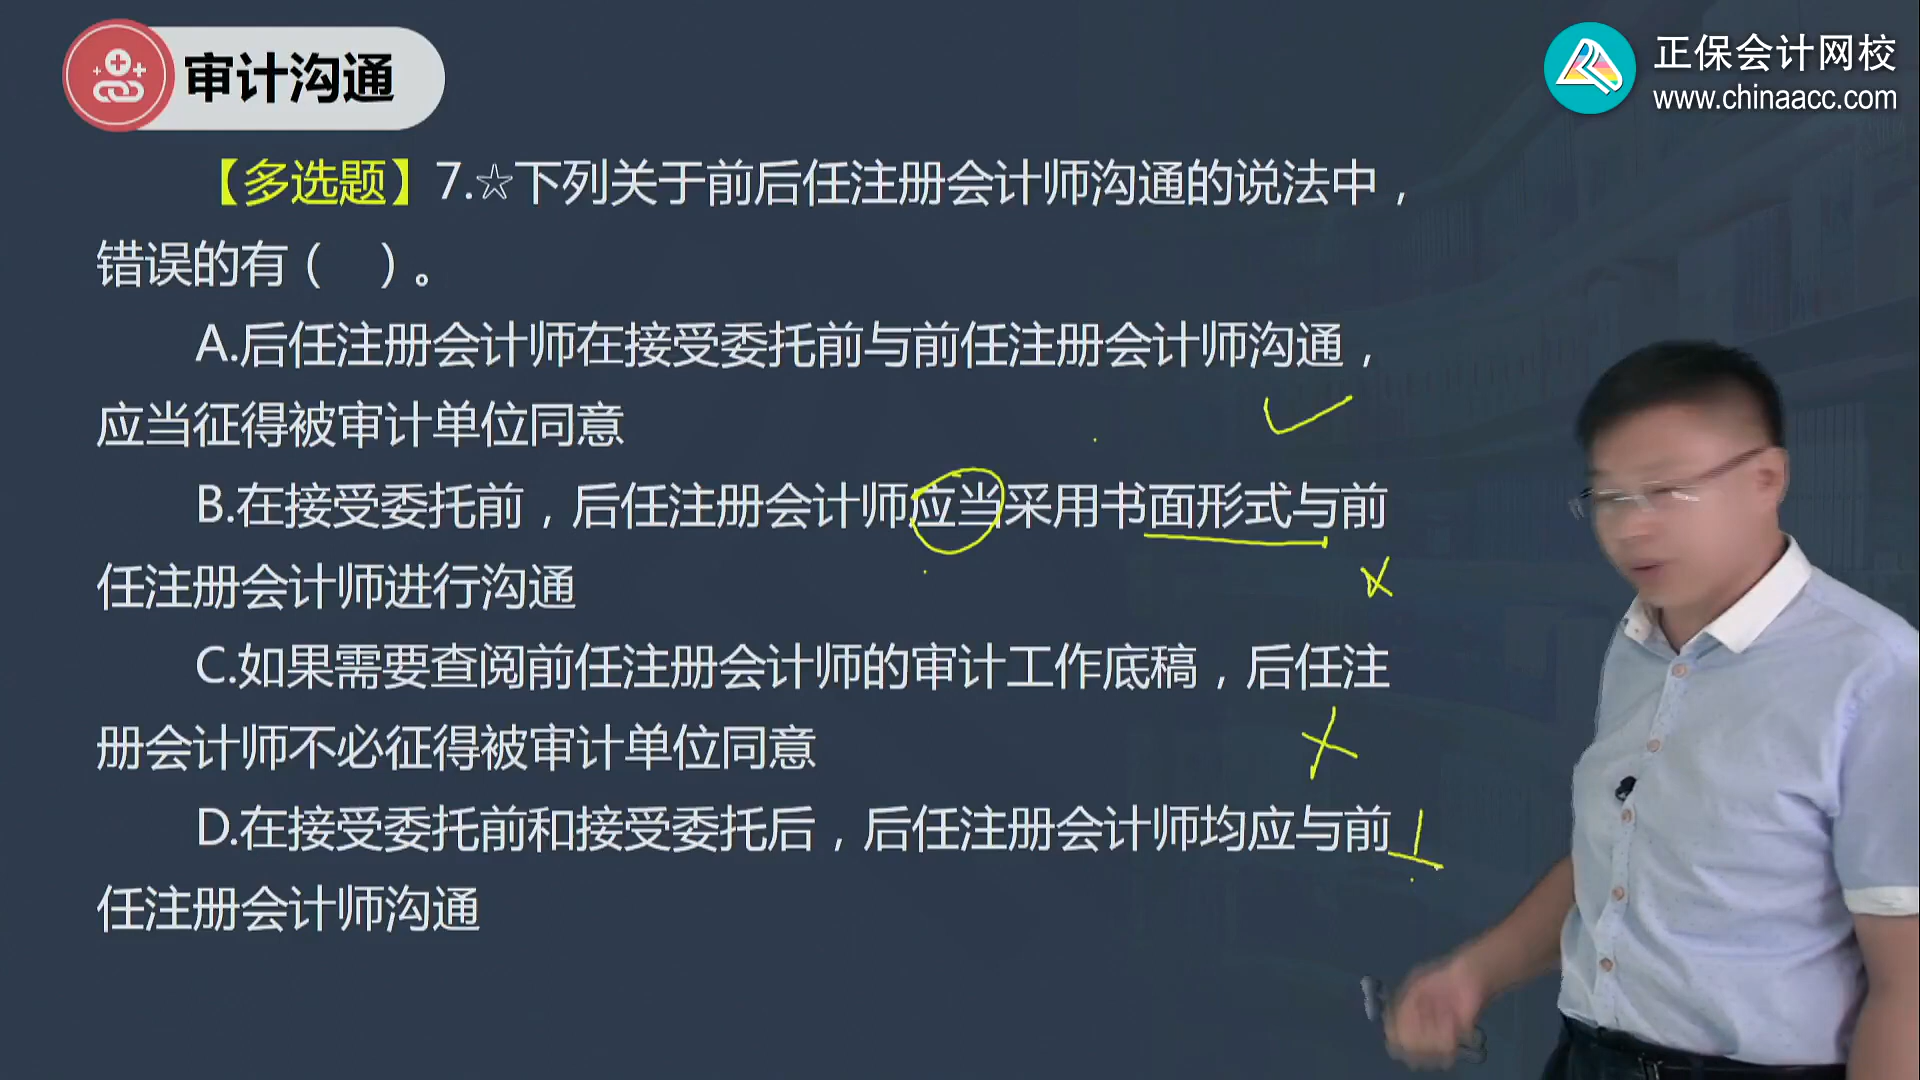 审计沟通
正保会计网校
www.chinaacc.com
【多选题】7.☆下列关于前后任注册会计师沟通的说法中，
错误的有（ ）。
A.后任注册会计师在接受委托前与前任注册会计师沟通，
应当征得被审计单位同意
B.在接受委托前，后任注册会计师应当采用书面形式与前
任注册会计师进行沟通
C.如果需要查阅前任注册会计师的审计工作底稿，后任注
册会计师不必征得被审计单位同意
D.在接受委托前和接受委托后，后任注册会计师均应与前
任注册会计师沟通